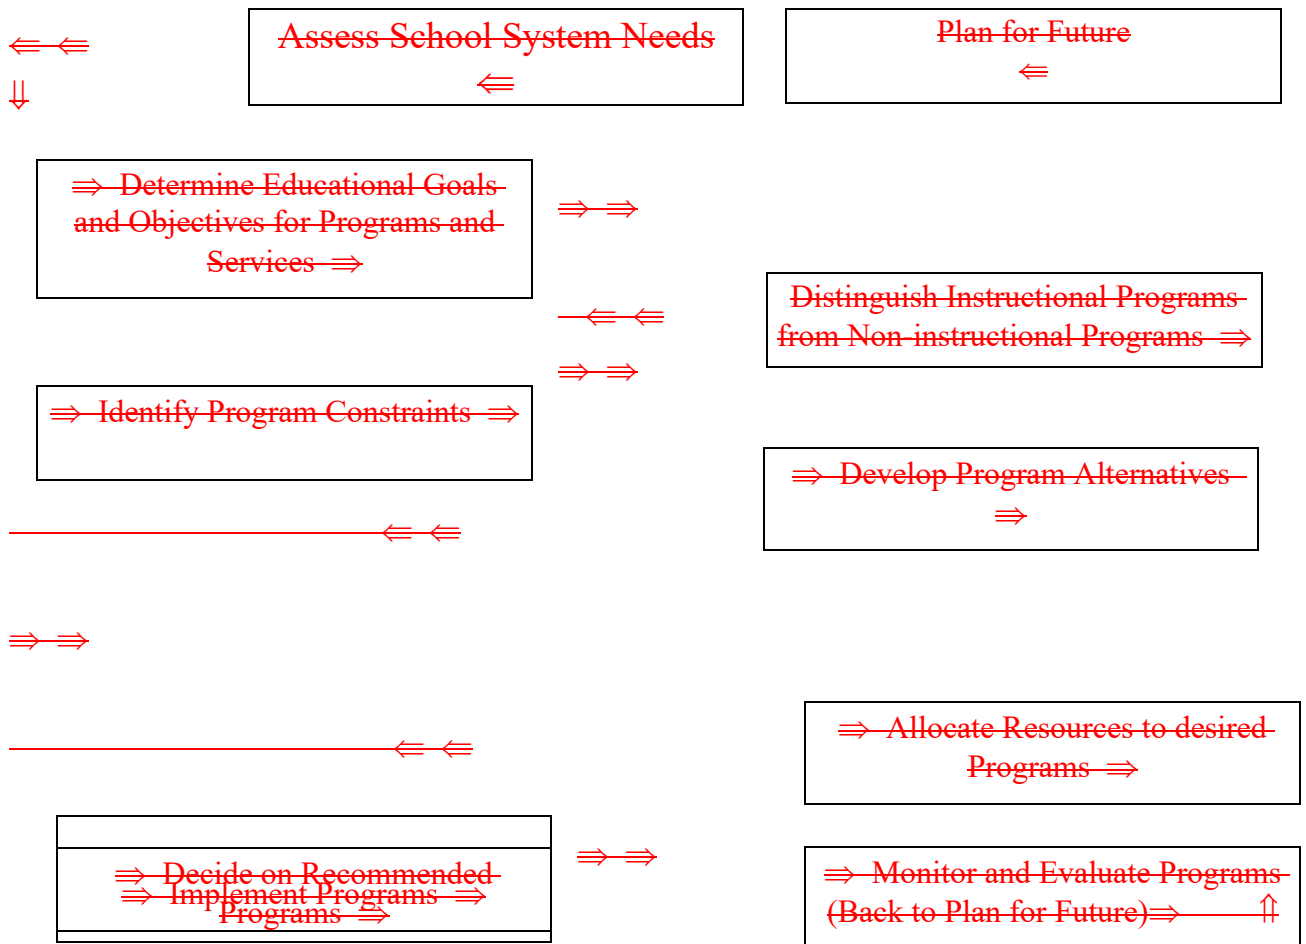 ⇐ ⇐
⇓
Assess School System Needs
⇐
Plan for Future
⇐
⇒ Determine Educational Goals
and Objectives for Programs and
Services ⇒
⇒ ⇒
⇐ ⇐
⇒ ⇒
Distinguish Instructional Programs
from Non-instructional Programs ⇒
⇒ Identify Program Constraints ⇒
⇒ Develop Program Alternatives
⇒
⇐ ⇐
⇒ ⇒
⇐ ⇐
⇒ Allocate Resources to desired
Programs ⇒
⇒ Decide on Recommended
Programs ⇒
⇒ Implement Programs ⇒
⇒ ⇒
⇒ Monitor and Evaluate Programs
(Back to Plan for Future)⇒ ⇑